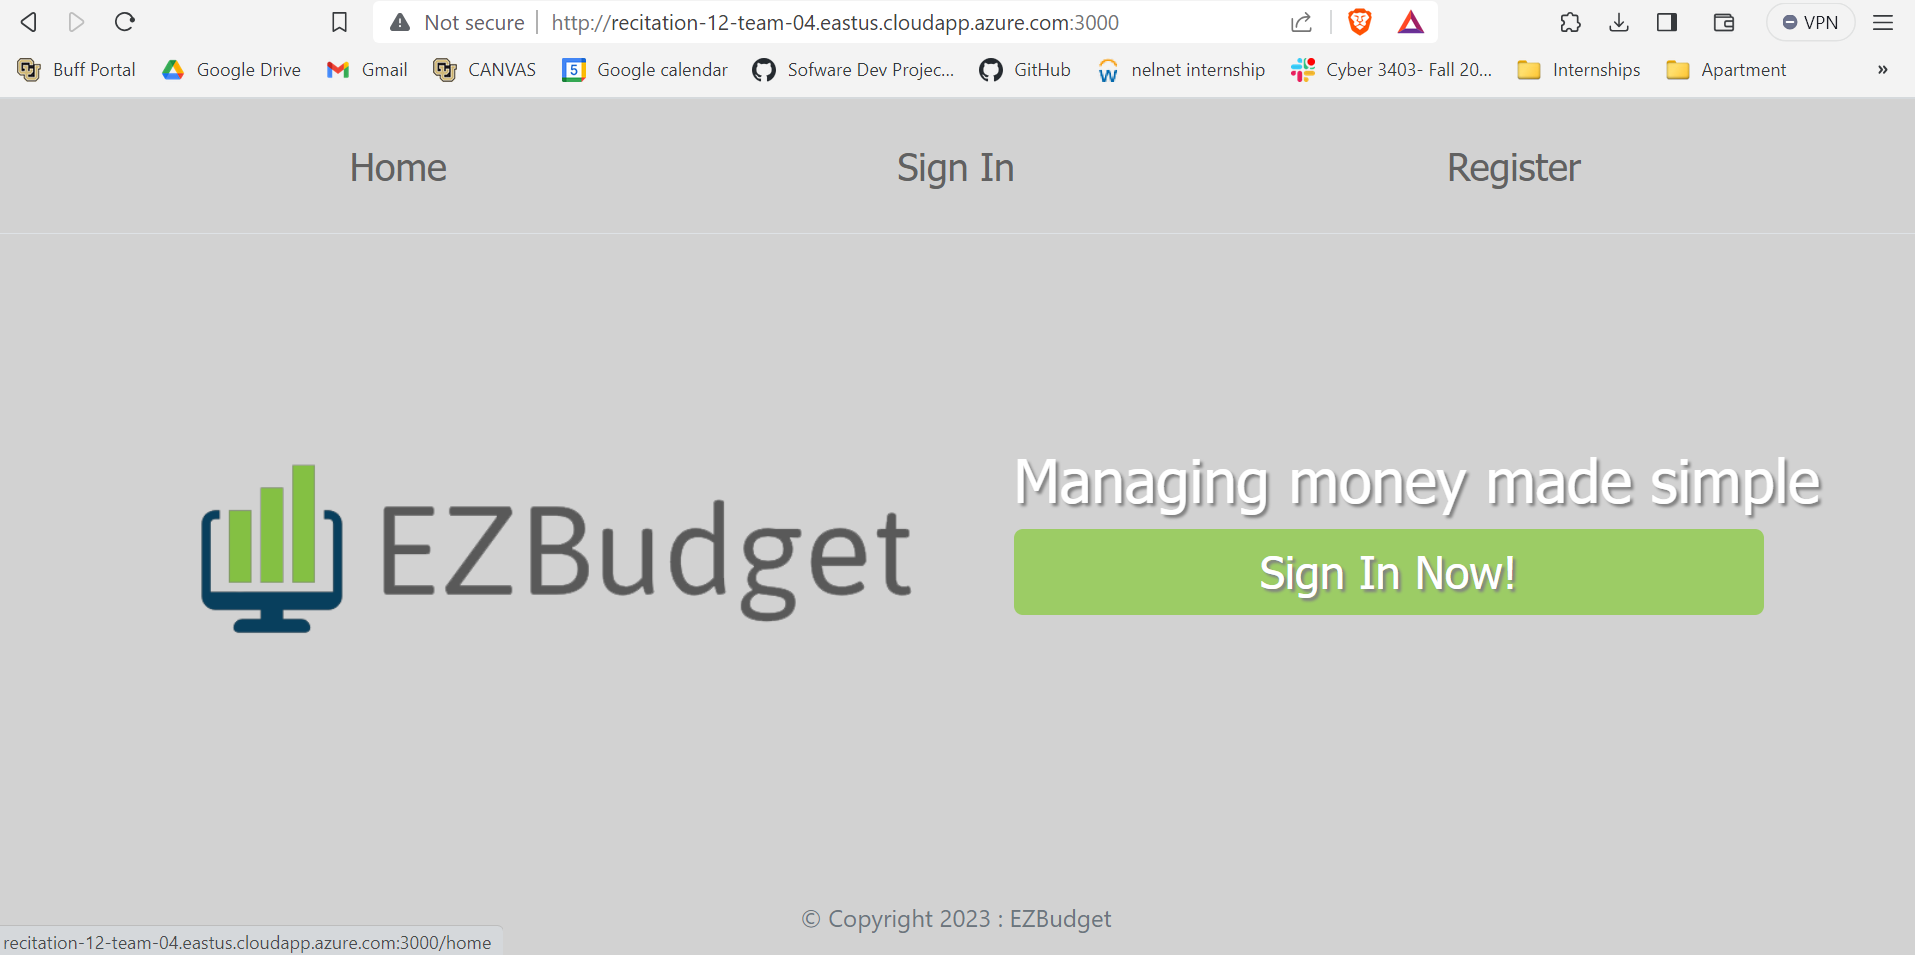 Not secure http://recitation-12-team-04.eastus.cloudapp.azure.com:3000 VPN
Buff Portal Google Drive Gmail CANVAS 5 Google calendar Sofware Dev Projec... GitHub nelnet internship Cyber 3403- Fall 20... Internships Apartment »
Home Sign In Register
Managing money made simple
EZBudget
Sign In Now!
© Copyright 2023 : EZBudget
recitation-12-team-04.eastus.cloudapp.azure.com:3000/home